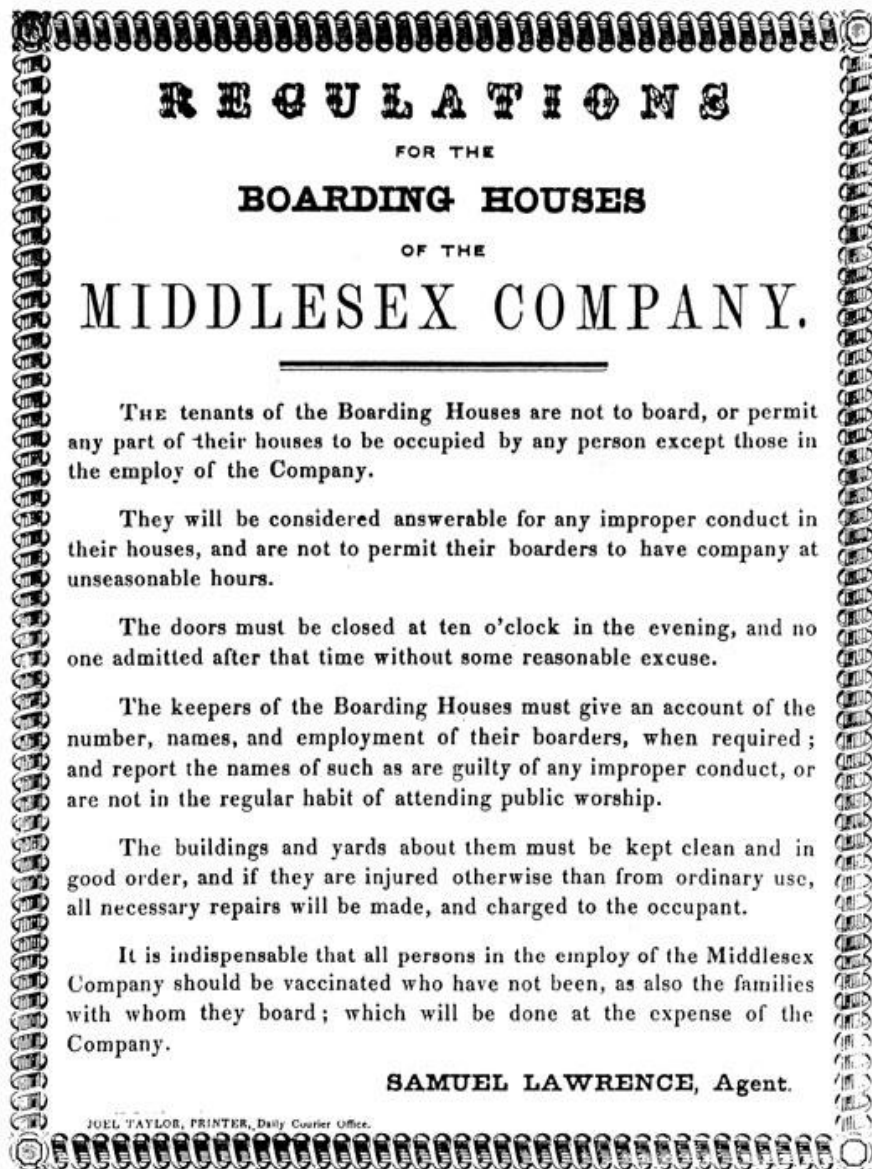 REGULATIONS
FOR THE
BOARDING HOUSES
OF THE
MIDDLESEX COMPANY.
THE tenants of the Boarding Houses are not to board, or permit
any part of their houses to be occupied by any person except those in
the employ of the Company.
They will be considered answerable for any improper conduct in
their houses, and are not to permit their boarders to have company at
unseasonable hours.
The doors must be closed at ten o'clock in the evening, and no
one admitted after that time without some reasonable excuse.
The keepers of the Boarding Houses must give an account of the
number, names, and employment of their boarders, when required ;
and report the names of such as are guilty of any improper conduct, or
are not in the regular habit of attending public worship.
The buildings and yards about them must be kept clean and in
good order, and if they are injured otherwise than from ordinary use,
all necessary repairs will be made, and charged to the occupant.
It is indispensable that all persons in the employ of the Middlesex
Company should be vaccinated who have not been, as also the families
with whom they board ; which will be done at the expense of the
Company.
SAMUEL LAWRENCE, Agent.
JOEL TAYLOR, PRINTER, Daily Courier Office.